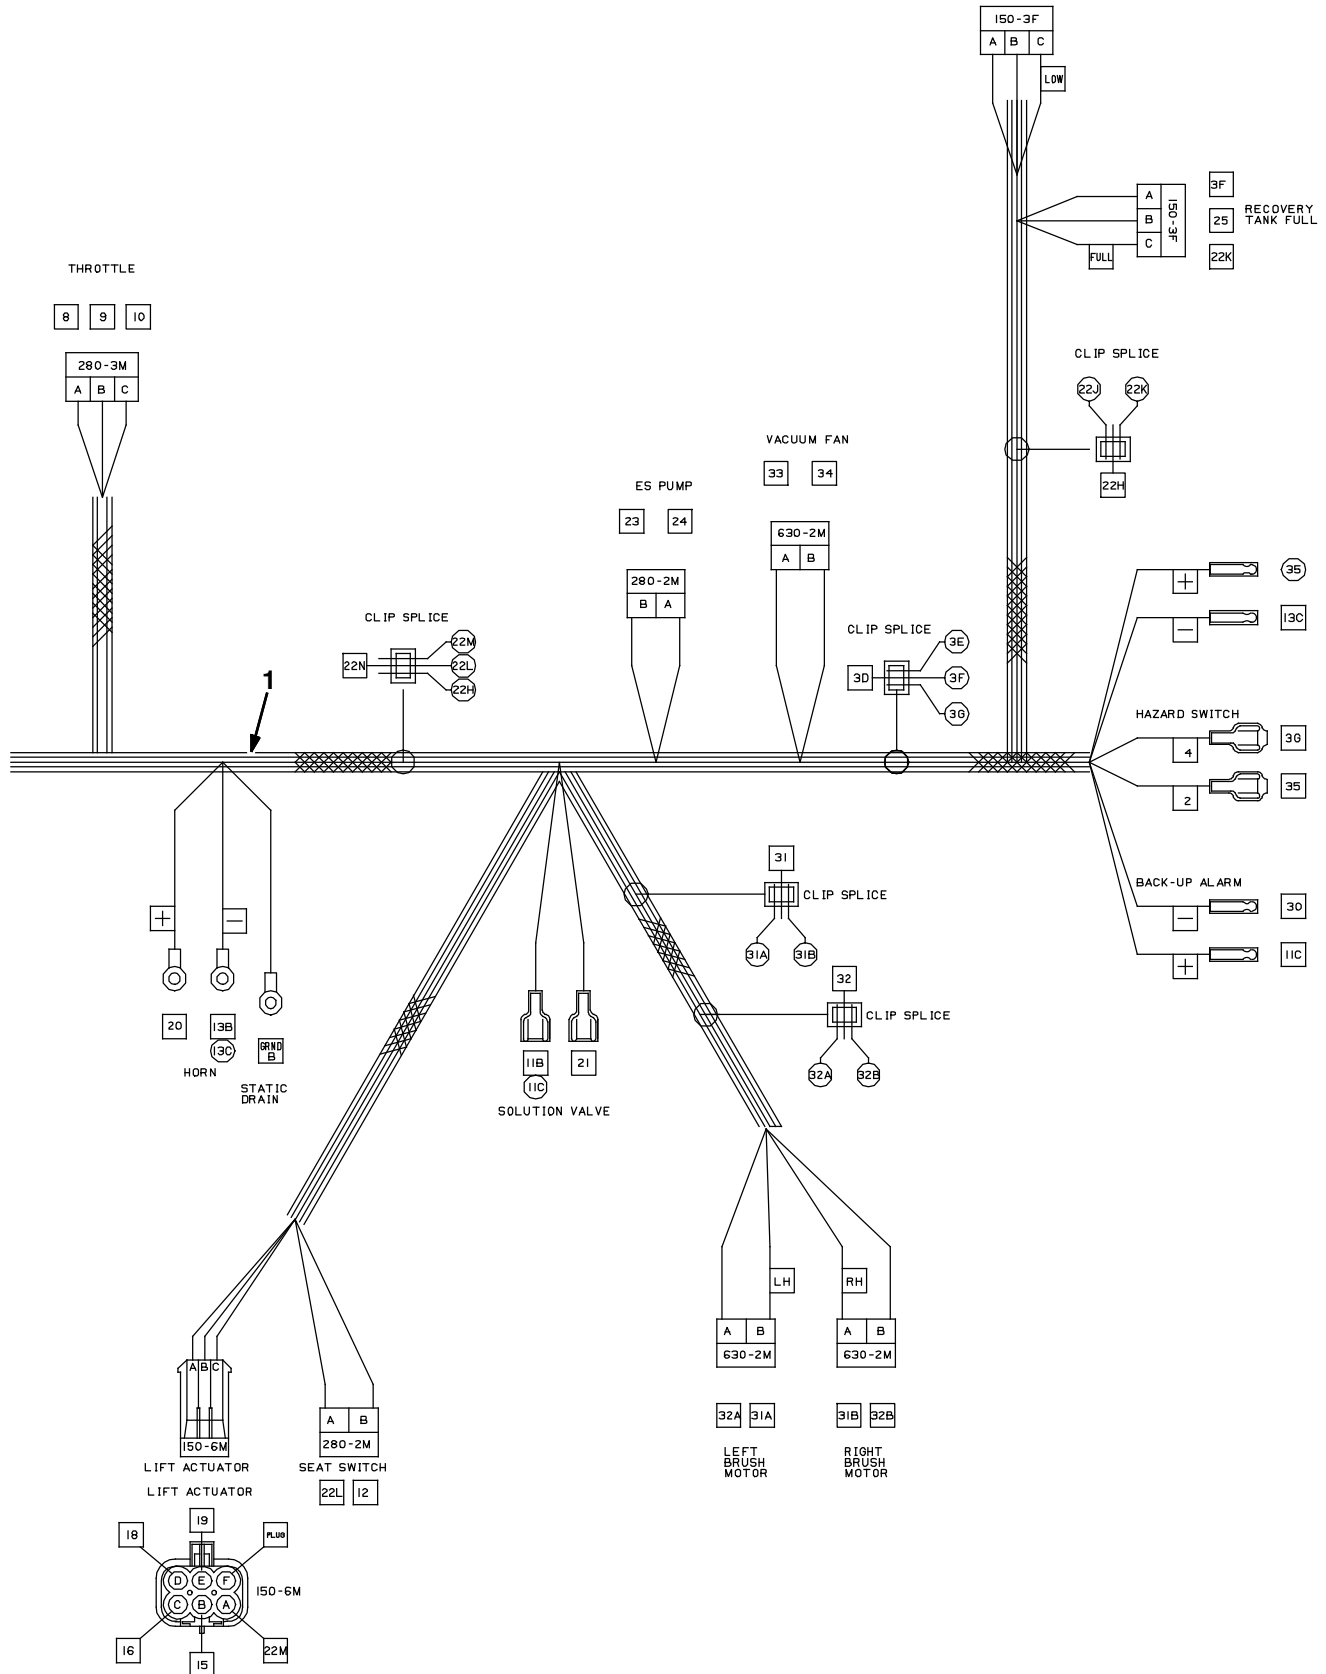 150-3F
A B C
LOW
3F
A
B
C
150-3F
25
RECOVERY
TANK FULL
22K
FULL
THROTTLE
8 9 10
280-3M
A B C
CLIP SPLICE
22J 22K
22H
VACUUM FAN
33 34
630-2M
A B
ES PUMP
23 24
280-2M
B A
CLIP SPLICE
22N
22M
22L
22H
CLIP SPLICE
3D
3E
3F
3G
+ 35
- 13C
1
HAZARD SWITCH
4 3G
2 35
BACK-UP ALARM
- 30
+ 11C
31
CLIP SPLICE
31A 31B
32
CLIP SPLICE
32A 32B
+ -
20
13B
13C
HORN
GRND
B
STATIC
DRAIN
11B
11C
21
SOLUTION VALVE
LH
RH
A B
630-2M
A B
630-2M
32A 31A
31B 32B
LEFT
BRUSH
MOTOR
RIGHT
BRUSH
MOTOR
A B C
150-6M
LIFT ACTUATOR
A B
280-2M
SEAT SWITCH
22L 12
LIFT ACTUATOR
18
19
PLUG
D E F
C B A
150-6M
16
15
22M